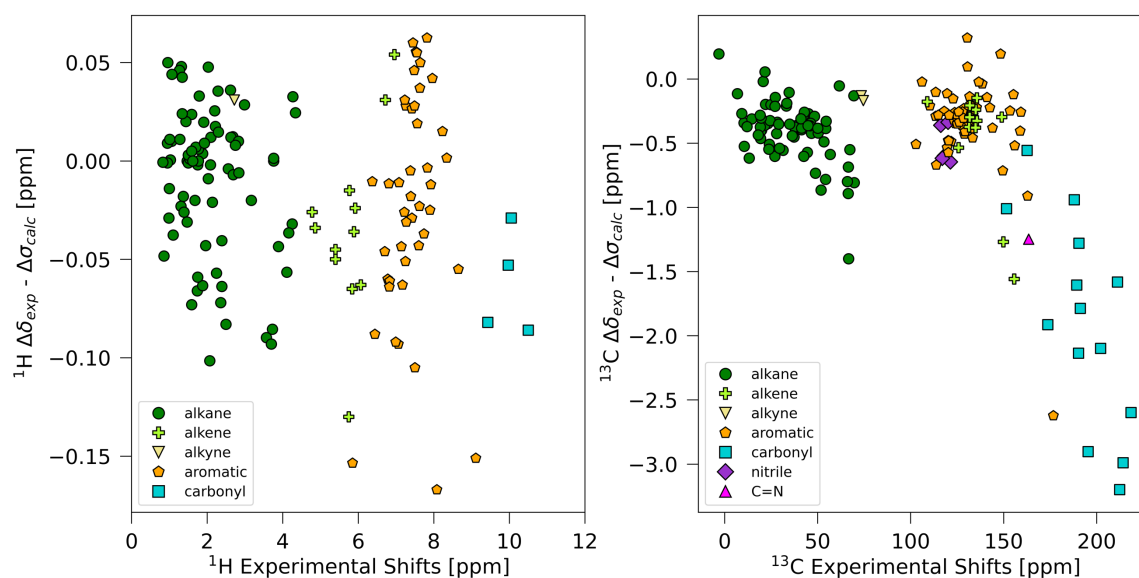 ¹H Δδexp - Δσcalc [ppm]
0.05
0.00
−0.05
−0.10
−0.15
alkane
alkene
alkyne
aromatic
carbonyl
0 2 4 6 8 10 12
¹H Experimental Shifts [ppm]
¹³C Δδexp - Δσcalc [ppm]
0.0
−0.5
−1.0
−1.5
−2.0
−2.5
−3.0
alkane
alkene
alkyne
aromatic
carbonyl
nitrile
C=N
0 50 100 150 200
¹³C Experimental Shifts [ppm]